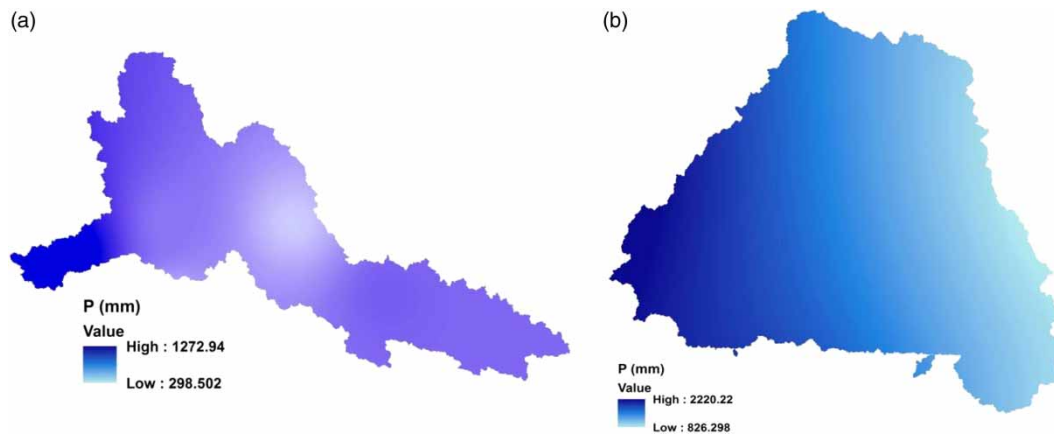 (a)
P (mm)
Value
High : 1272.94
Low : 298.502
(b)
P (mm)
Value
High : 2220.22
Low : 826.298